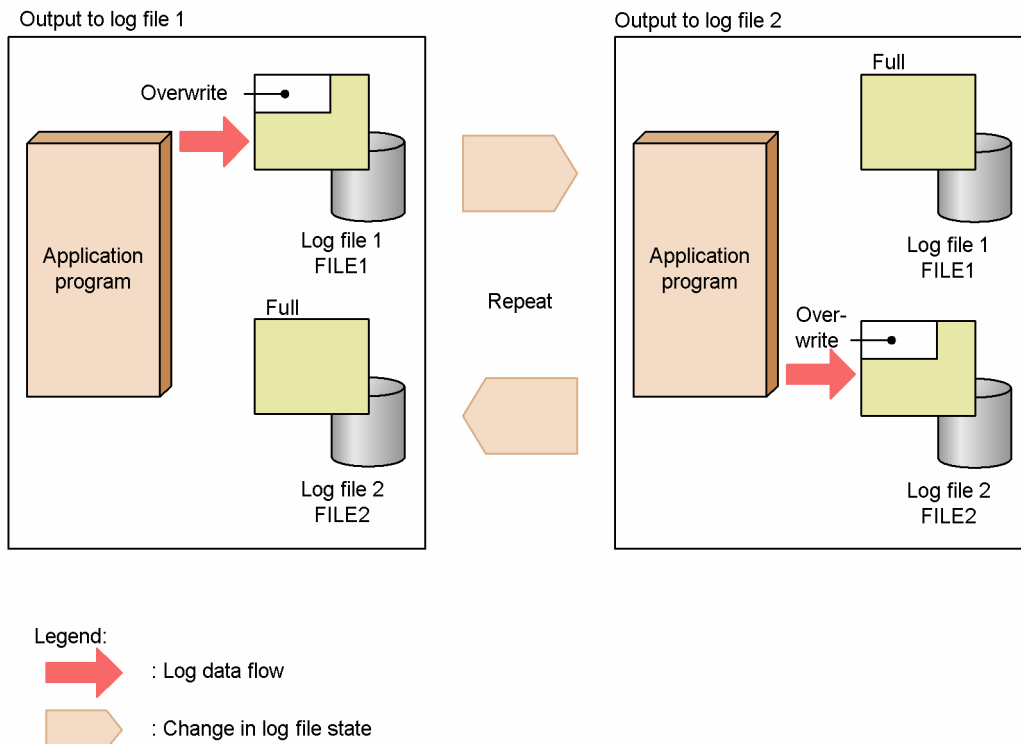 Output to log file 1
Overwrite
Application
program
Log file 1
FILE1
Full
Log file 2
FILE2
Repeat
Output to log file 2
Full
Application
program
Log file 1
FILE1
Over-
write
Log file 2
FILE2
Legend:
: Log data flow
: Change in log file state